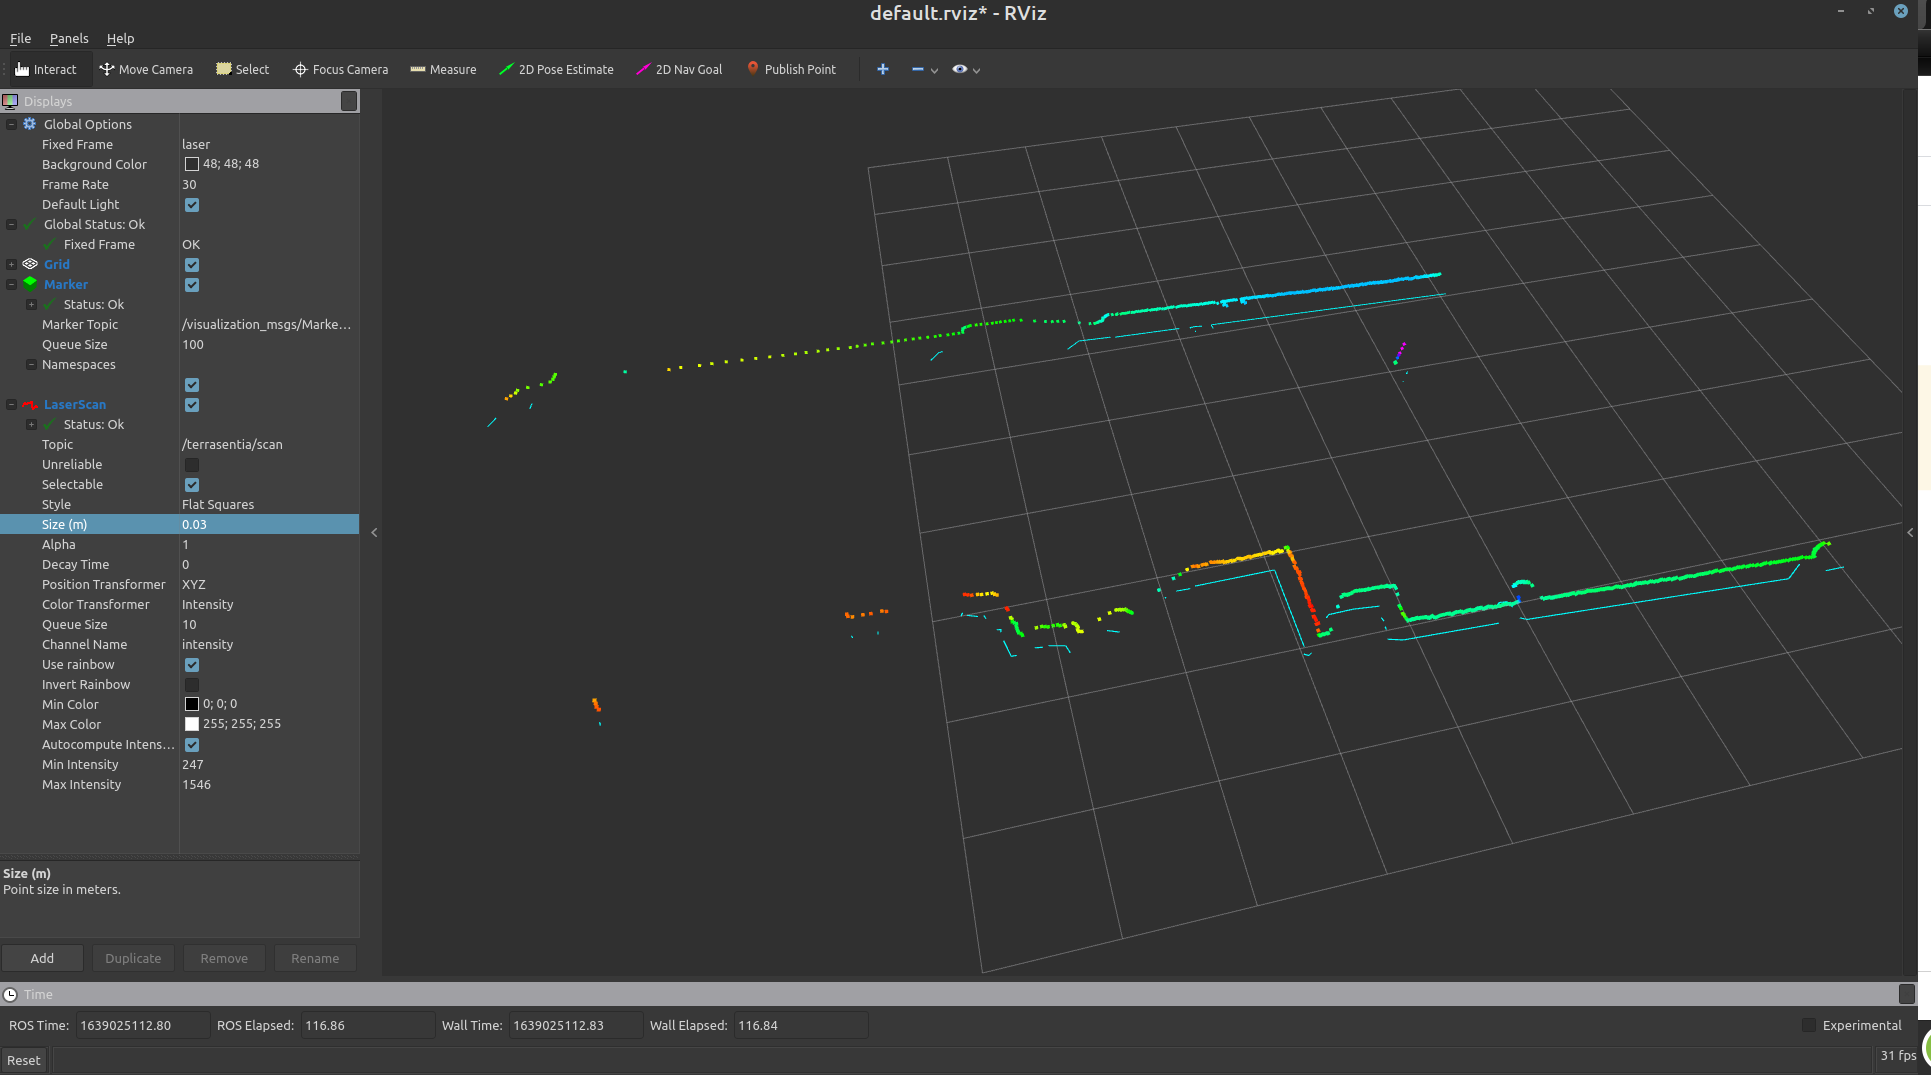 default.rviz* - RViz
File Panels Help
Interact Move Camera Select Focus Camera Measure 2D Pose Estimate 2D Nav Goal Publish Point
Displays
Global Options
Fixed Frame laser
Background Color 48; 48; 48
Frame Rate 30
Default Light
Global Status: Ok
Fixed Frame OK
Grid
Marker
Status: Ok
Marker Topic /visualization_msgs/Marke...
Queue Size 100
Namespaces
LaserScan
Status: Ok
Topic /terrasentia/scan
Unreliable
Selectable
Style Flat Squares
Size (m) 0.03
Alpha 1
Decay Time 0
Position Transformer XYZ
Color Transformer Intensity
Queue Size 10
Channel Name intensity
Use rainbow
Invert Rainbow
Min Color 0; 0; 0
Max Color 255; 255; 255
Autocompute Intens...
Min Intensity 247
Max Intensity 1546
Size (m)
Point size in meters.
Add Duplicate Remove Rename
Time
ROS Time: 1639025112.80 ROS Elapsed: 116.86 Wall Time: 1639025112.83 Wall Elapsed: 116.84 Experimental
Reset 31 fps